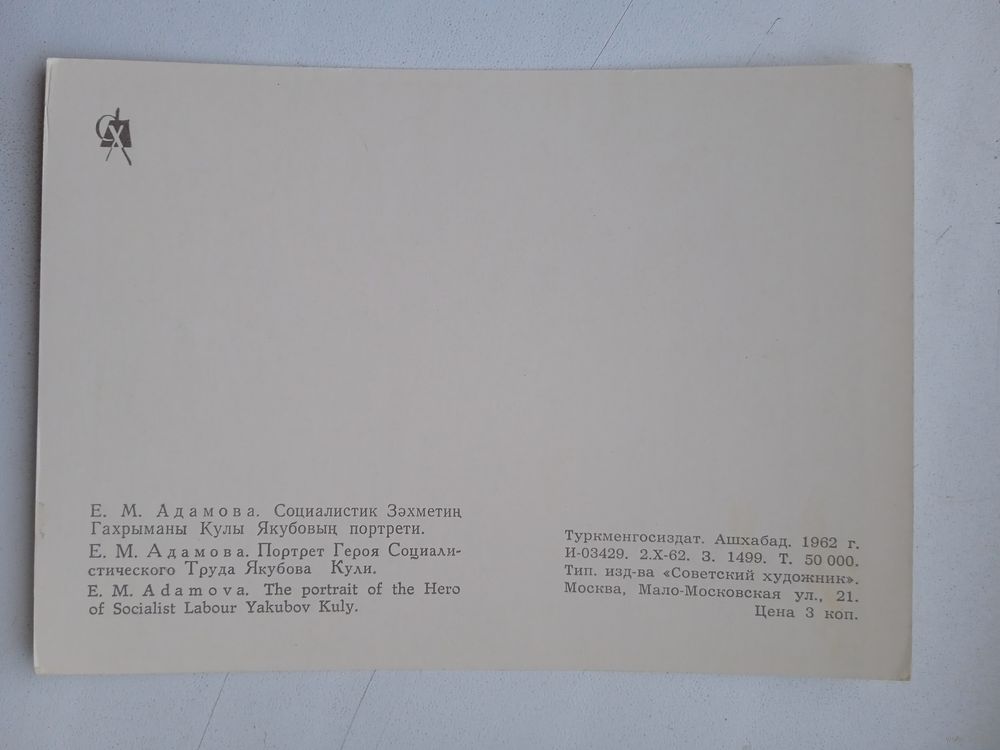 СХ
Е. М. Адамова. Социалистик Зәхметиң
Гахрыманы Қулы Якубовың портрети.
Е. М. Адамова. Портрет Героя Социали-
стического Труда Якубова Кули.
E. M. Adamova. The portrait of the Hero
of Socialist Labour Yakubov Kuly.
Туркменгосиздат. Ашхабад. 1962 г.
И-03429. 2.X-62. З. 1499. Т. 50 000.
Тип. изд-ва «Советский художник».
Москва, Мало-Московская ул., 21.
Цена 3 коп.